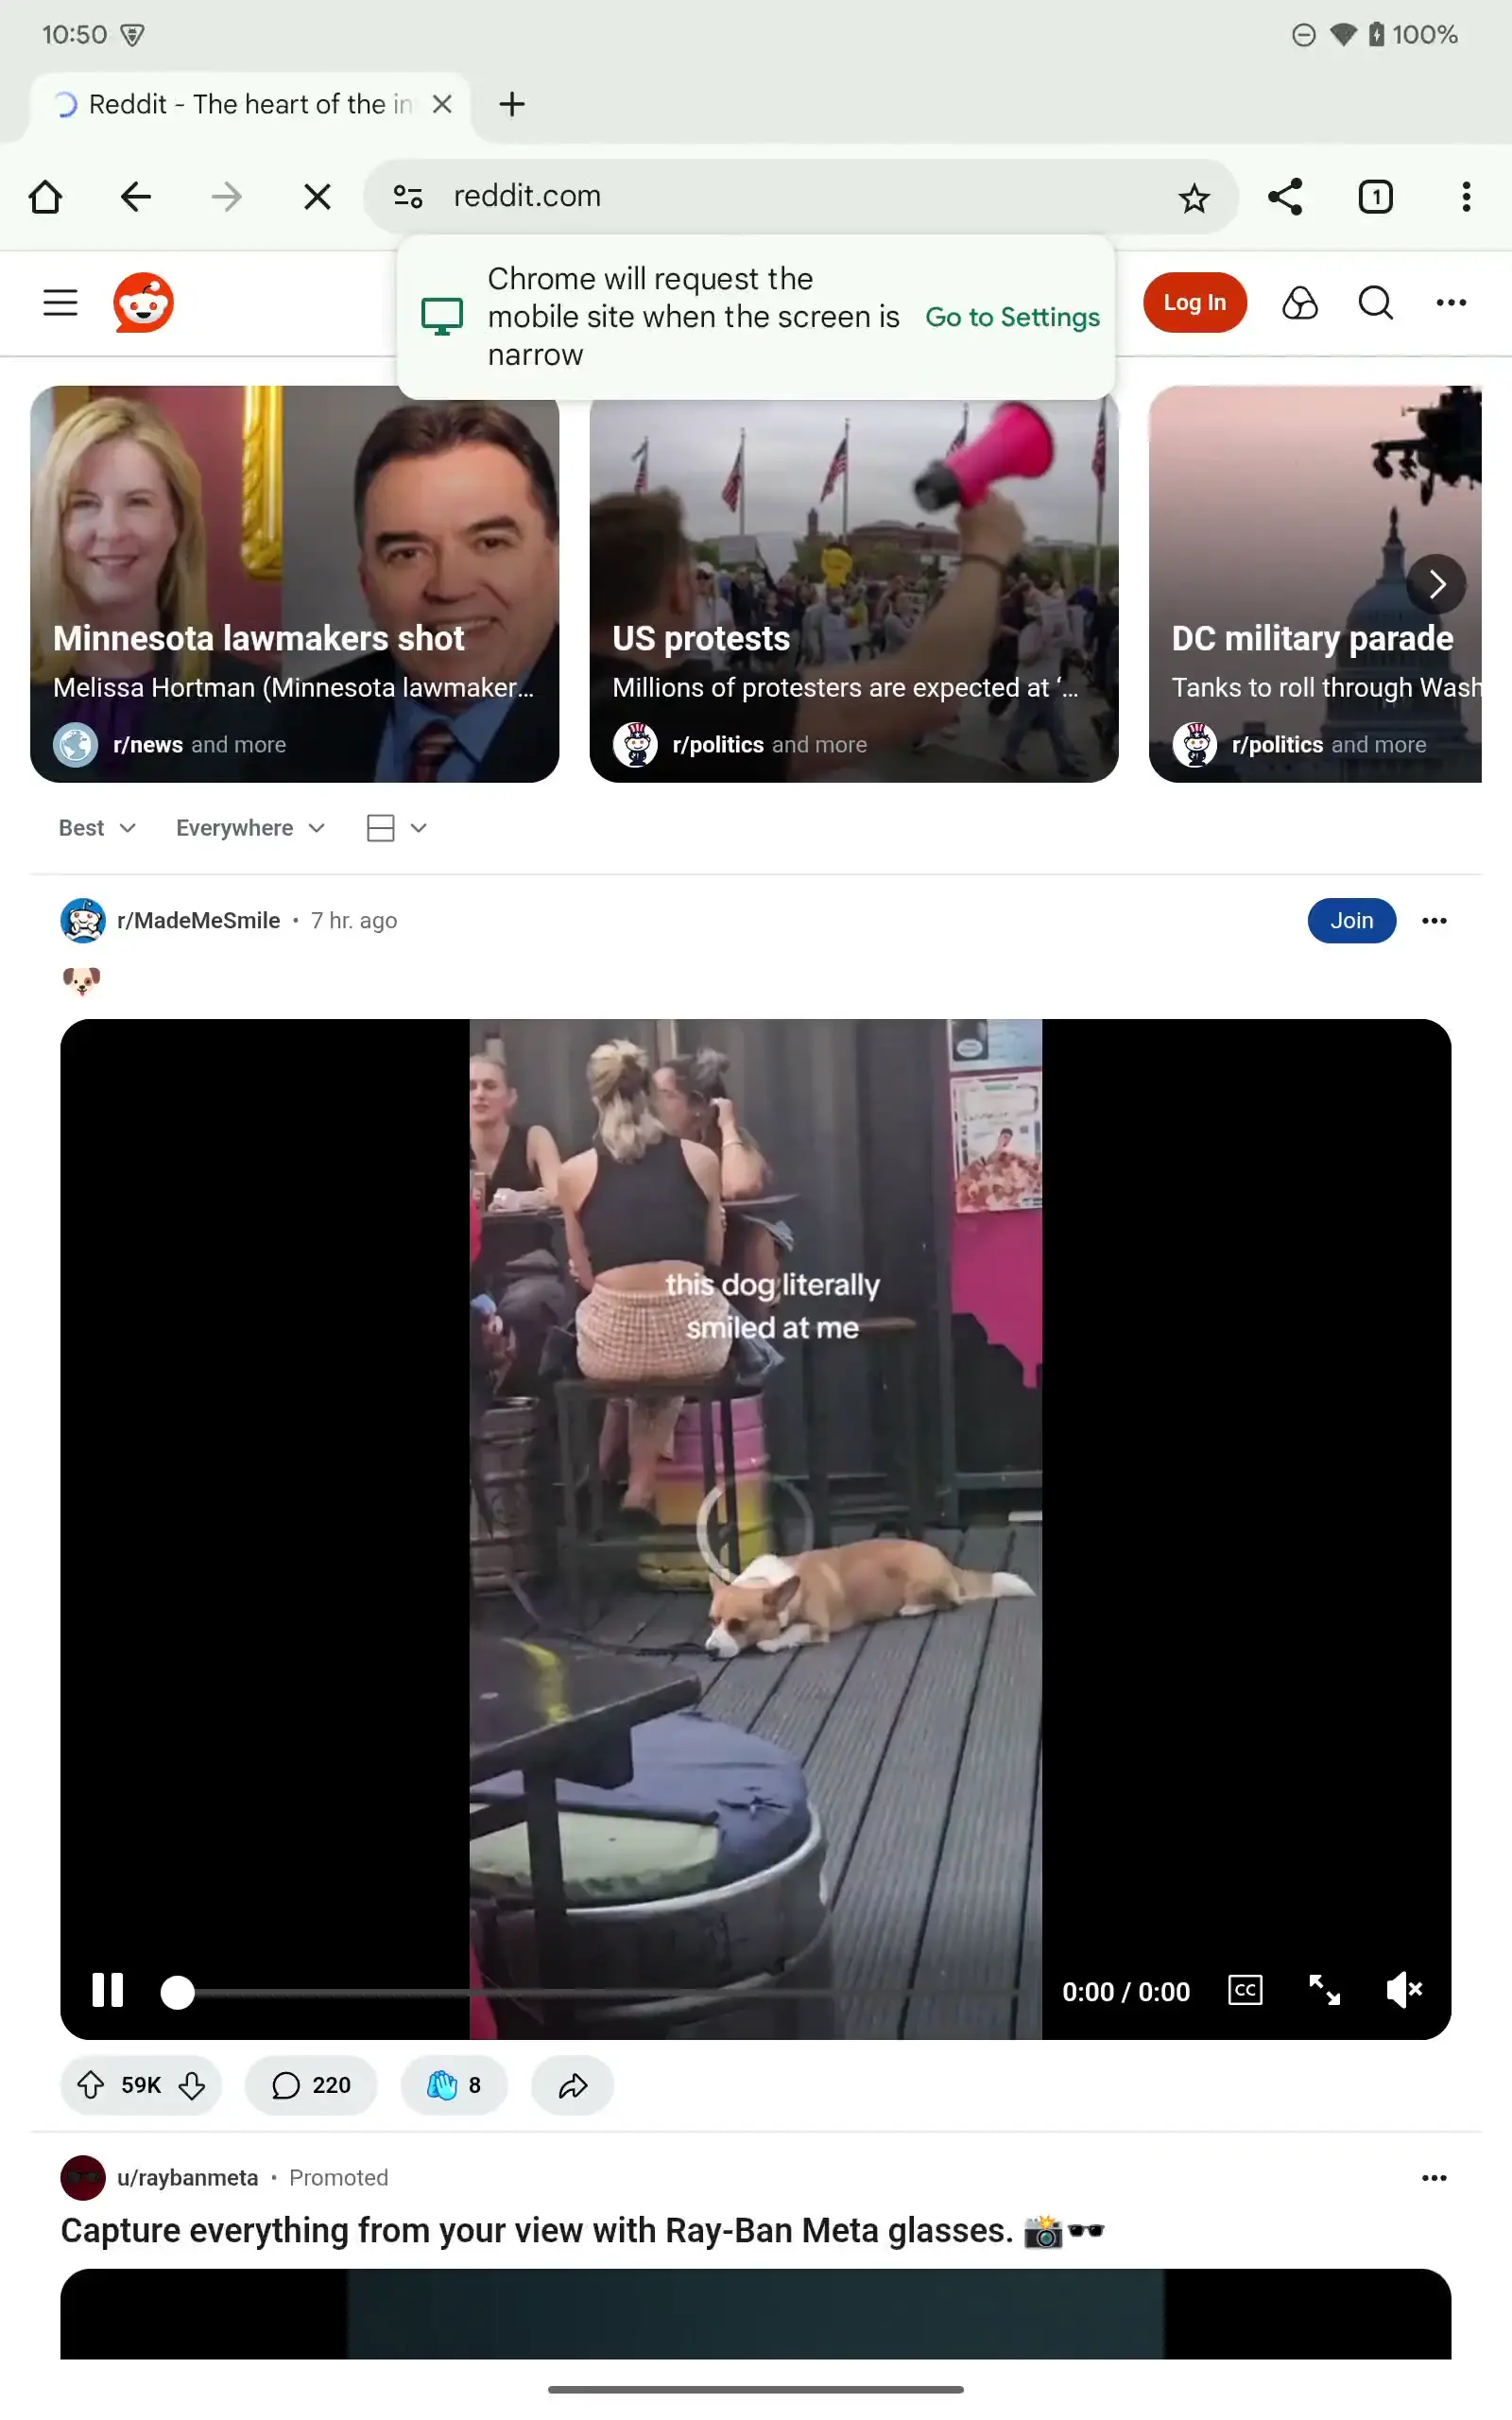 10:50
100%
Reddit - The heart of the in
reddit.com
1
Chrome will request the
mobile site when the screen is
narrow
Go to Settings
Log In
Minnesota lawmakers shot
Melissa Hortman (Minnesota lawmaker...
r/news and more
US protests
Millions of protesters are expected at ‘...
r/politics and more
DC military parade
Tanks to roll through Wash
r/politics and more
Best
Everywhere
r/MadeMeSmile • 7 hr. ago
Join
this dog literally
smiled at me
0:00 / 0:00
CC
59K
220
8
u/raybanmeta • Promoted
Capture everything from your view with Ray-Ban Meta glasses. 📸🕶️